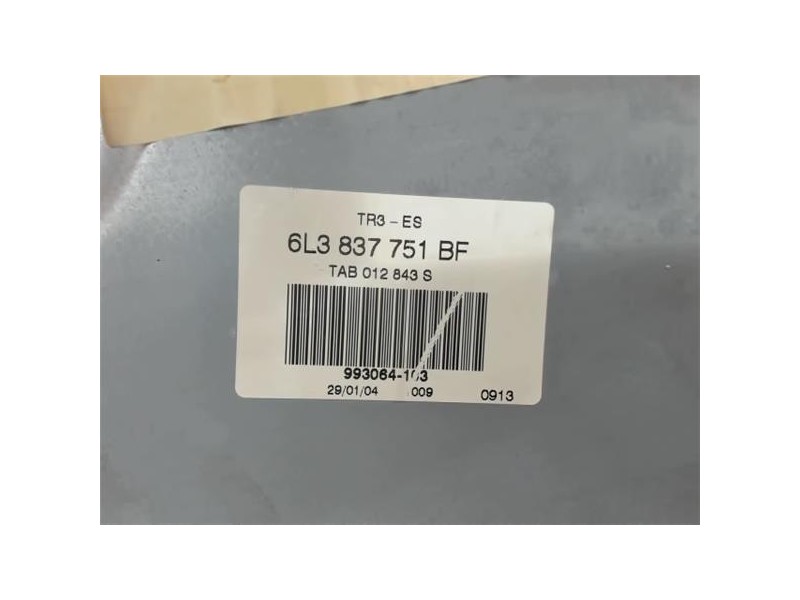 TR3 - ES
6L3 837 751 BF
TAB 012 843 S
993064-103
29/01/04 009 0913